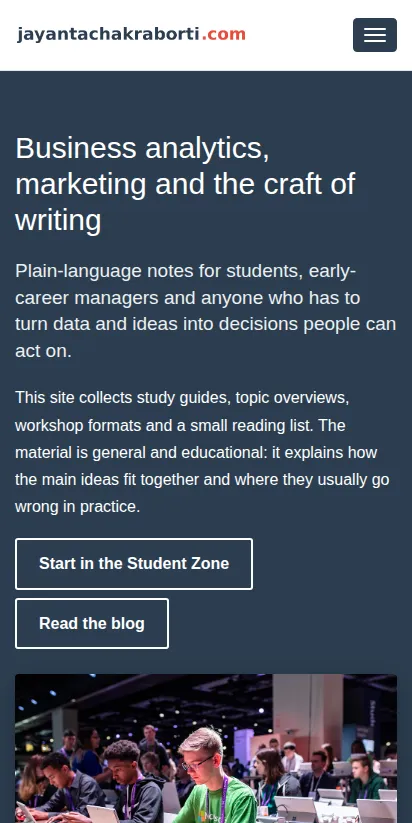 jayantachakraborti.com
Business analytics,
marketing and the craft of
writing
Plain-language notes for students, early-
career managers and anyone who has to
turn data and ideas into decisions people can
act on.
This site collects study guides, topic overviews,
workshop formats and a small reading list. The
material is general and educational: it explains how
the main ideas fit together and where they usually go
wrong in practice.
Start in the Student Zone
Read the blog